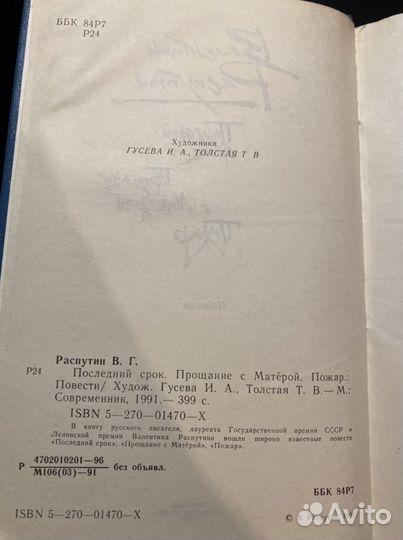 ББК 84Р7
Р24
Художники
ГУСЕВА И. А., ТОЛСТАЯ Т В
Распутин В. Г.
Р24 Последний срок. Прощание с Матёрой. Пожар.:
Повести/ Худож. Гусева И. А., Толстая Т. В.— М.:
Современник, 1991.— 399 с.
ISBN 5—270—01470—X
В книгу русского писателя, лауреата Государственной премии СССР и
Ленинской премии Валентина Распутина вошли широко известные повести
«Последний срок», «Прощание с Матёрой», «Пожар».
Р 4702010201—96
М106(03)—91 без объявл.
ББК 84Р7
ISBN 5—270—01470—X
©
Avito